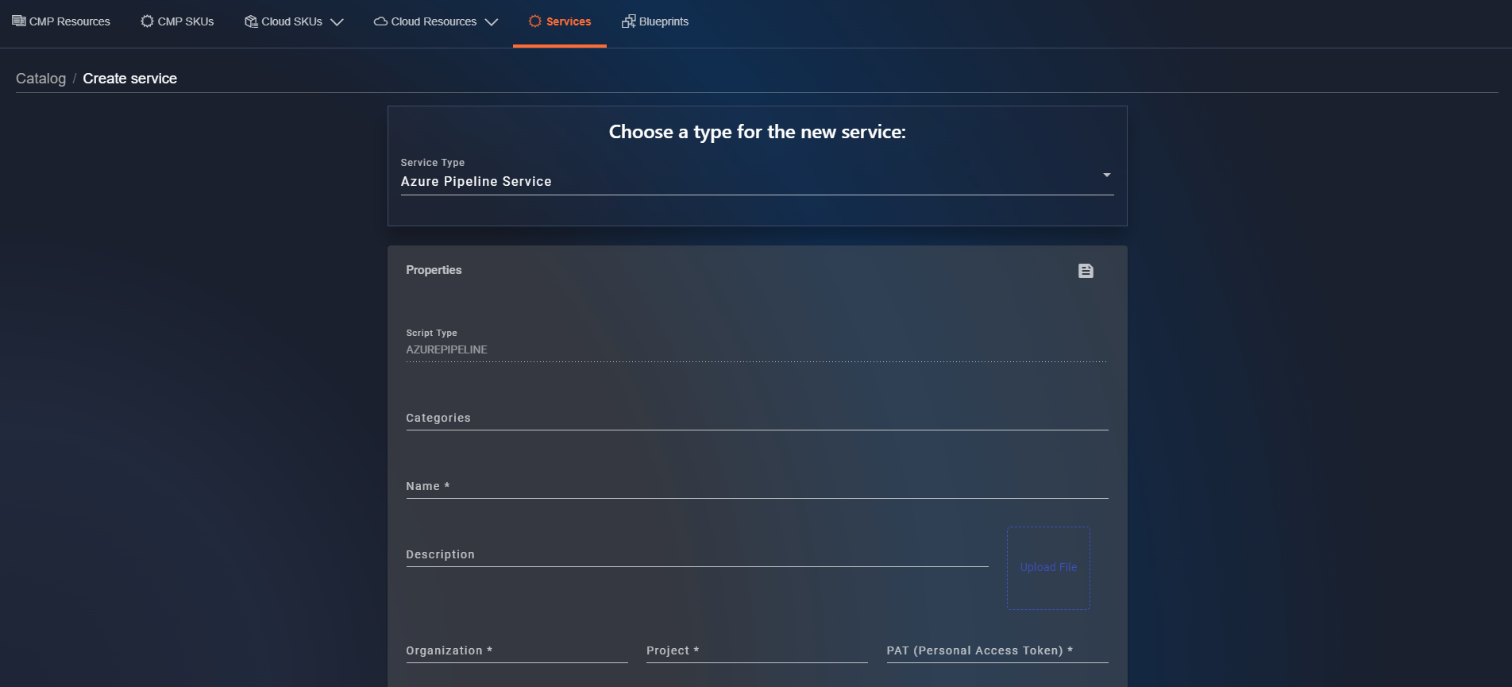 CMP Resources CMP SKUs Cloud SKUs Cloud Resources Services Blueprints
Catalog / Create service
Choose a type for the new service:
Service Type
Azure Pipeline Service
Properties
Script Type
AZUREPIPELINE
Categories
Name *
Description
Upload File
Organization * Project * PAT (Personal Access Token) *